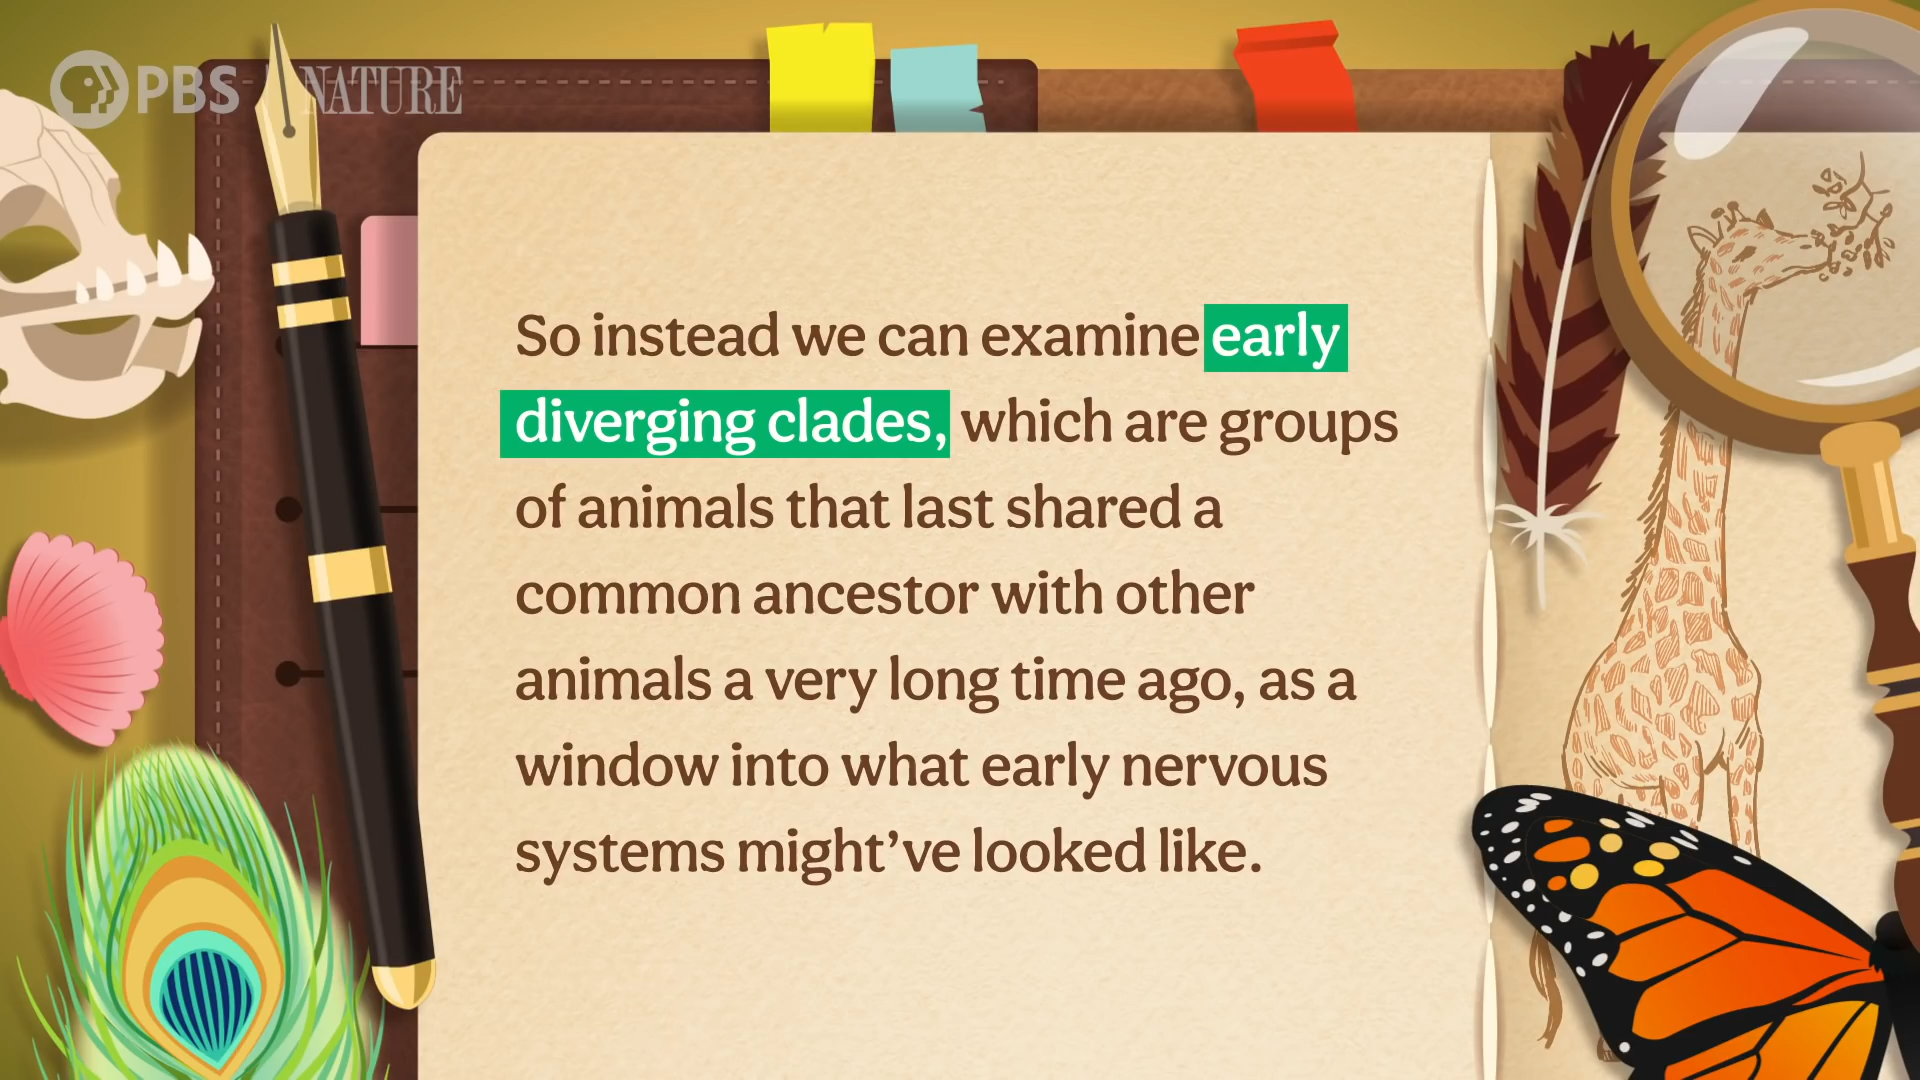 PBS NATURE
So instead we can examine early
diverging clades, which are groups
of animals that last shared a
common ancestor with other
animals a very long time ago, as a
window into what early nervous
systems might’ve looked like.